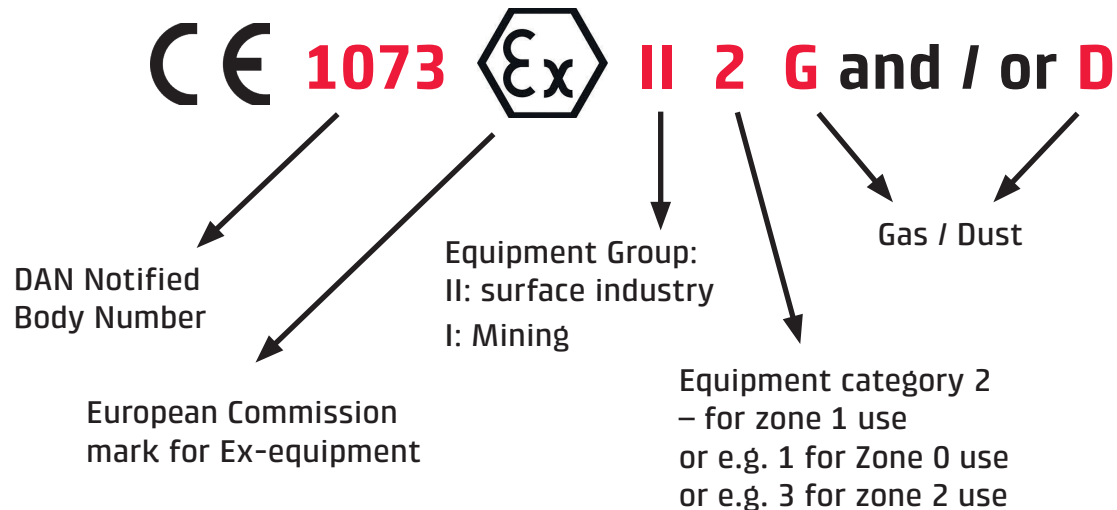 CE 1073 Ex II 2 G and / or D
Gas / Dust
Equipment Group:
II: surface industry
I: Mining
DAN Notified
Body Number
Equipment category 2
– for zone 1 use
or e.g. 1 for Zone 0 use
or e.g. 3 for zone 2 use
European Commission
mark for Ex-equipment